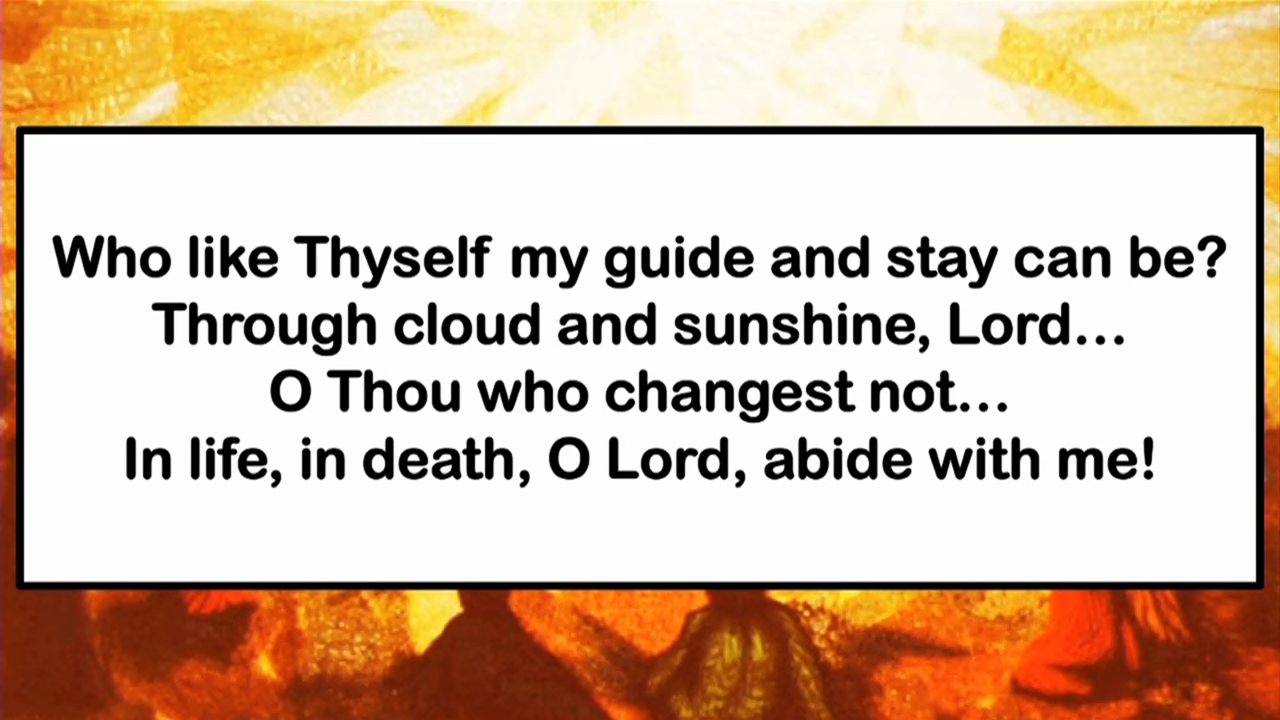 Who like Thyself my guide and stay can be?
Through cloud and sunshine, Lord...
O Thou who changest not...
In life, in death, O Lord, abide with me!